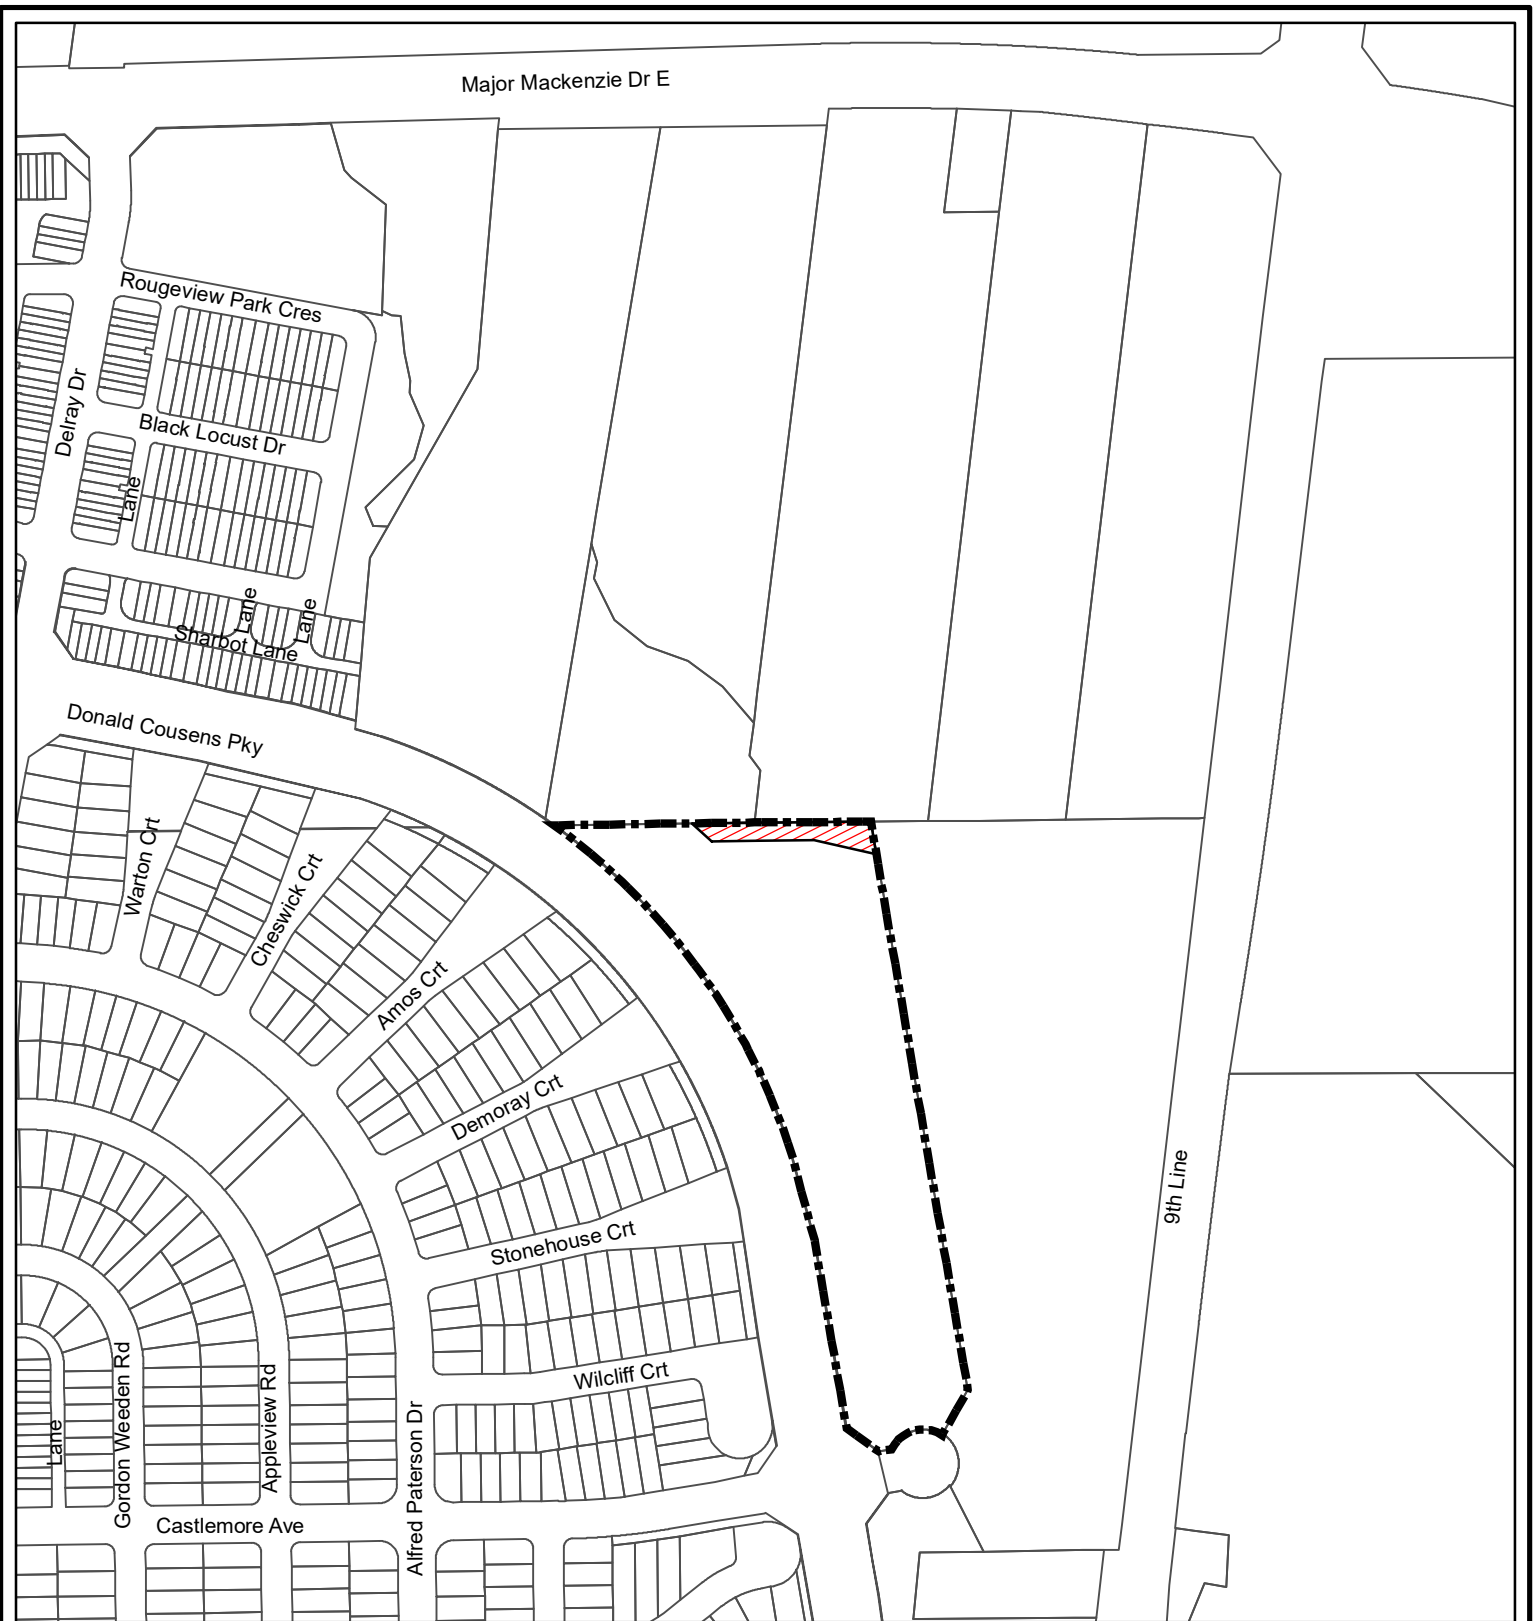 Major Mackenzie Dr E
Rougeview Park Cres
Delray Dr
Black Locust Dr
Lane
Lane
Lane
Sharbot Lane
Donald Cousens Pky
Warton Crt
Cheswick Crt
Amos Crt
Demoray Crt
9th Line
Stonehouse Crt
Wilcliff Crt
Lane
Gordon Weeden Rd
Appleview Rd
Alfred Paterson Dr
Castlemore Ave